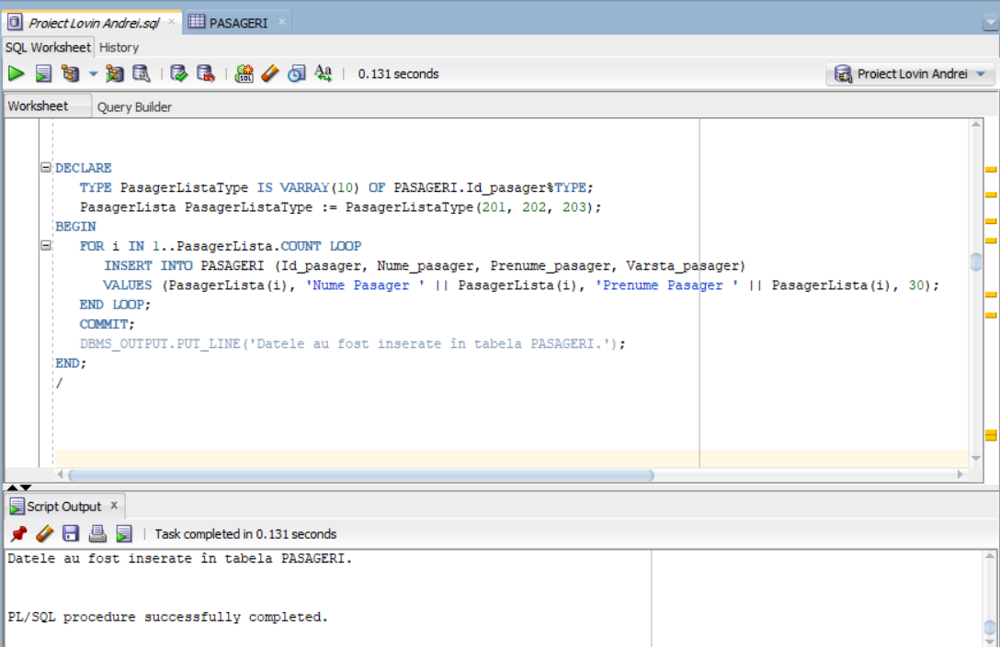 Proiect Lovin Andrei.sql
PASAGERI
SQL Worksheet History
0.131 seconds
Proiect Lovin Andrei
Worksheet Query Builder
DECLARE
TYPE PasagerListaType IS VARRAY(10) OF PASAGERI.Id_pasager%TYPE;
PasagerLista PasagerListaType := PasagerListaType(201, 202, 203);
BEGIN
FOR i IN 1..PasagerLista.COUNT LOOP
INSERT INTO PASAGERI (Id_pasager, Nume_pasager, Prenume_pasager, Varsta_pasager)
VALUES (PasagerLista(i), 'Nume Pasager ' || PasagerLista(i), 'Prenume Pasager ' || PasagerLista(i), 30);
END LOOP;
COMMIT;
DBMS_OUTPUT.PUT_LINE('Datele au fost inserate în tabela PASAGERI.');
END;
/
Script Output
Task completed in 0.131 seconds
Datele au fost inserate în tabela PASAGERI.
PL/SQL procedure successfully completed.